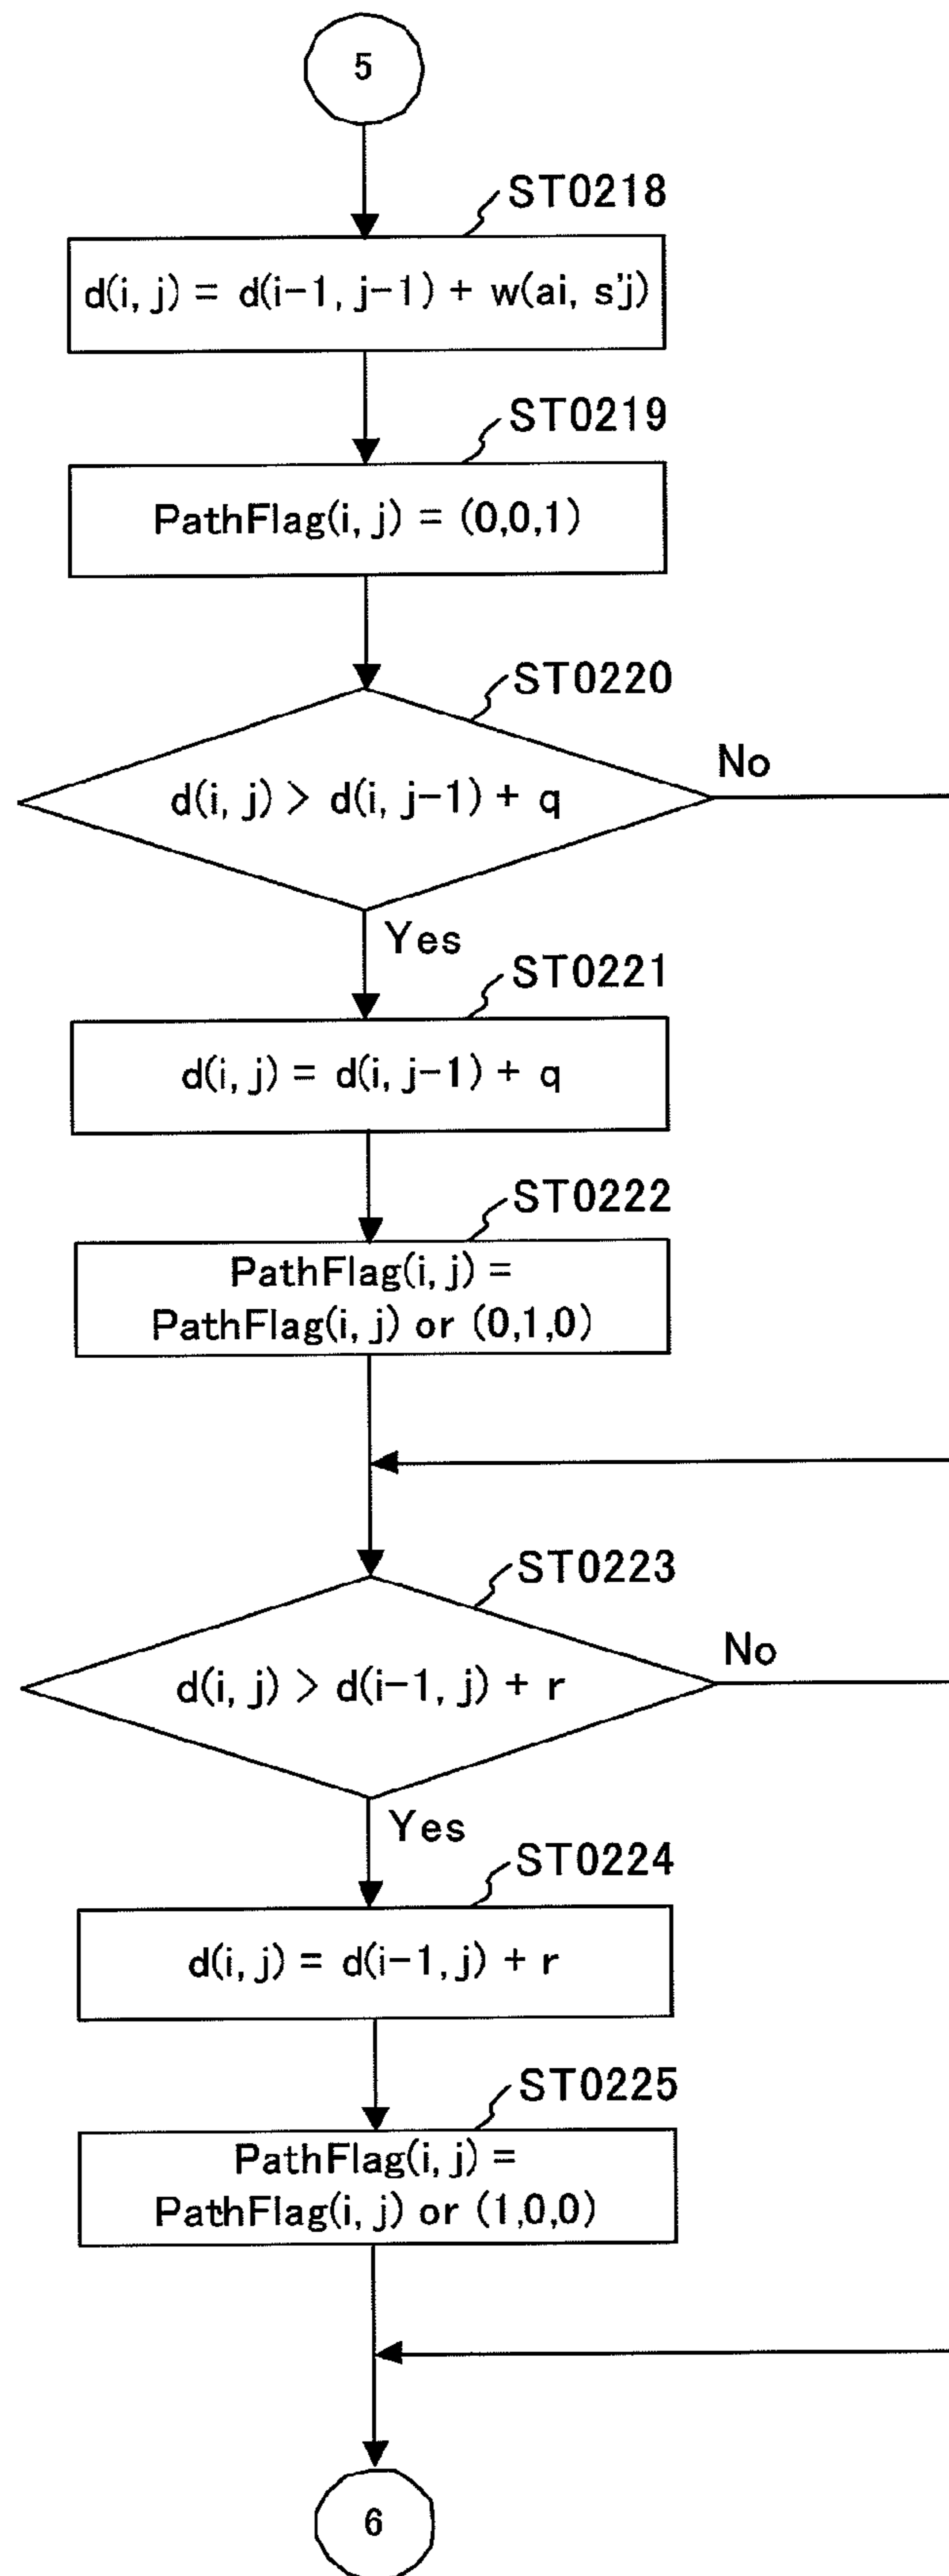 5
ST0218
d(i, j) = d(i-1, j-1) + w(ai, s'j)
ST0219
PathFlag(i, j) = (0,0,1)
ST0220
d(i, j) > d(i, j-1) + q
No
Yes
ST0221
d(i, j) = d(i, j-1) + q
ST0222
PathFlag(i, j) =
PathFlag(i, j) or (0,1,0)
ST0223
d(i, j) > d(i-1, j) + r
No
Yes
ST0224
d(i, j) = d(i-1, j) + r
ST0225
PathFlag(i, j) =
PathFlag(i, j) or (1,0,0)
6